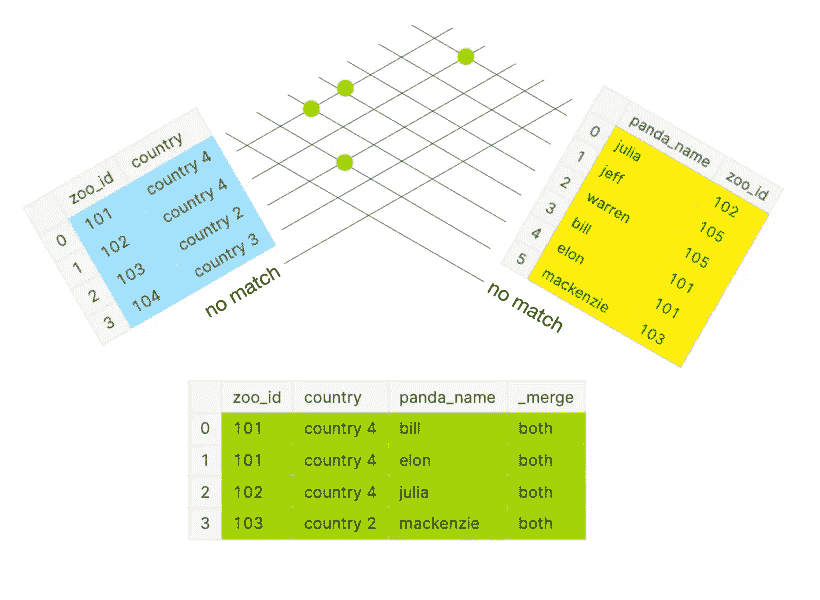 zoo_id country
0 101 country 4
1 102 country 4
2 103 country 2
3 104 country 3
no match
panda_name zoo_id
0 julia 102
1 jeff 105
2 warren 105
3 bill 101
4 elon 101
5 mackenzie 103
no match
zoo_id country panda_name _merge
0 101 country 4 bill both
1 101 country 4 elon both
2 102 country 4 julia both
3 103 country 2 mackenzie both